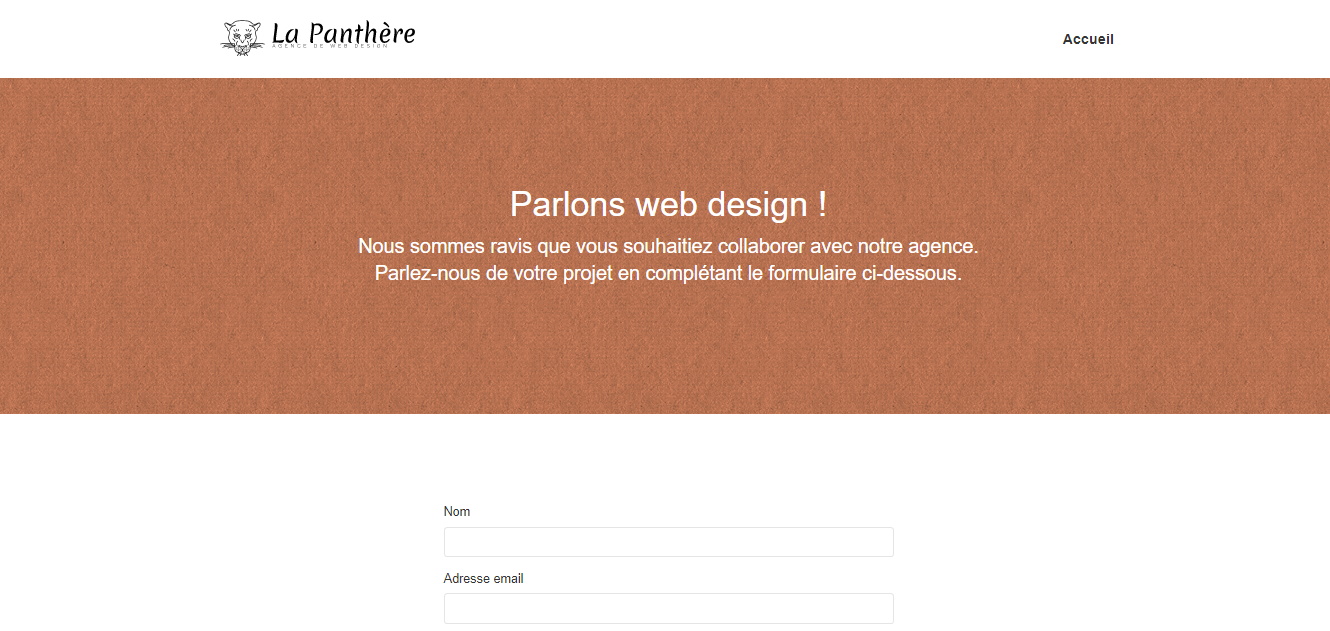 La Panthère
AGENCE DE WEB DESIGN
Accueil
Parlons web design !
Nous sommes ravis que vous souhaitiez collaborer avec notre agence.
Parlez-nous de votre projet en complétant le formulaire ci-dessous.
Nom
Adresse email